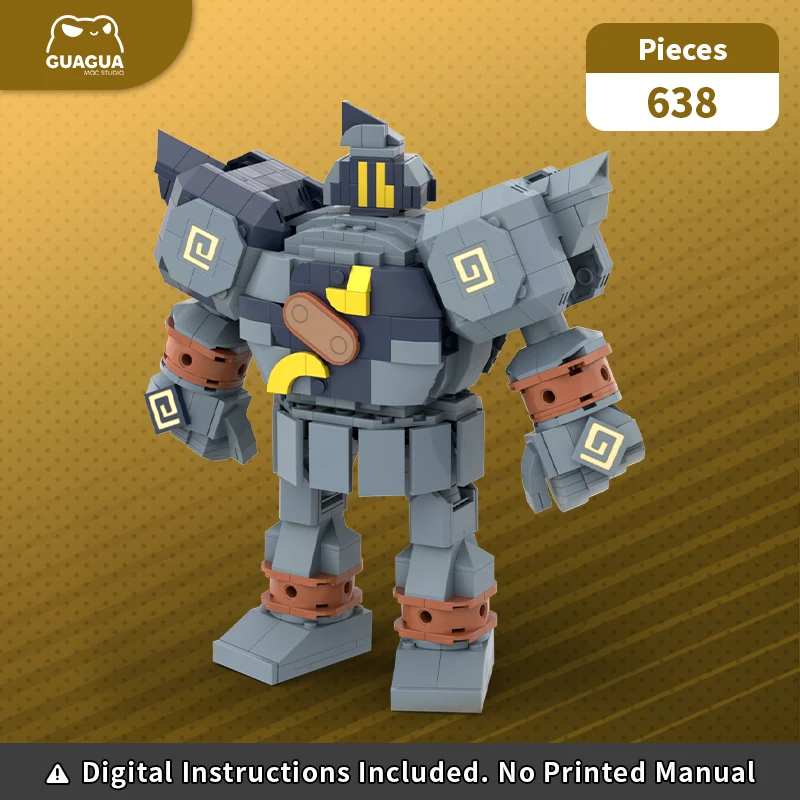 GUAGUA
MOC STUDIO
Pieces
638
Digital Instructions Included. No Printed Manual